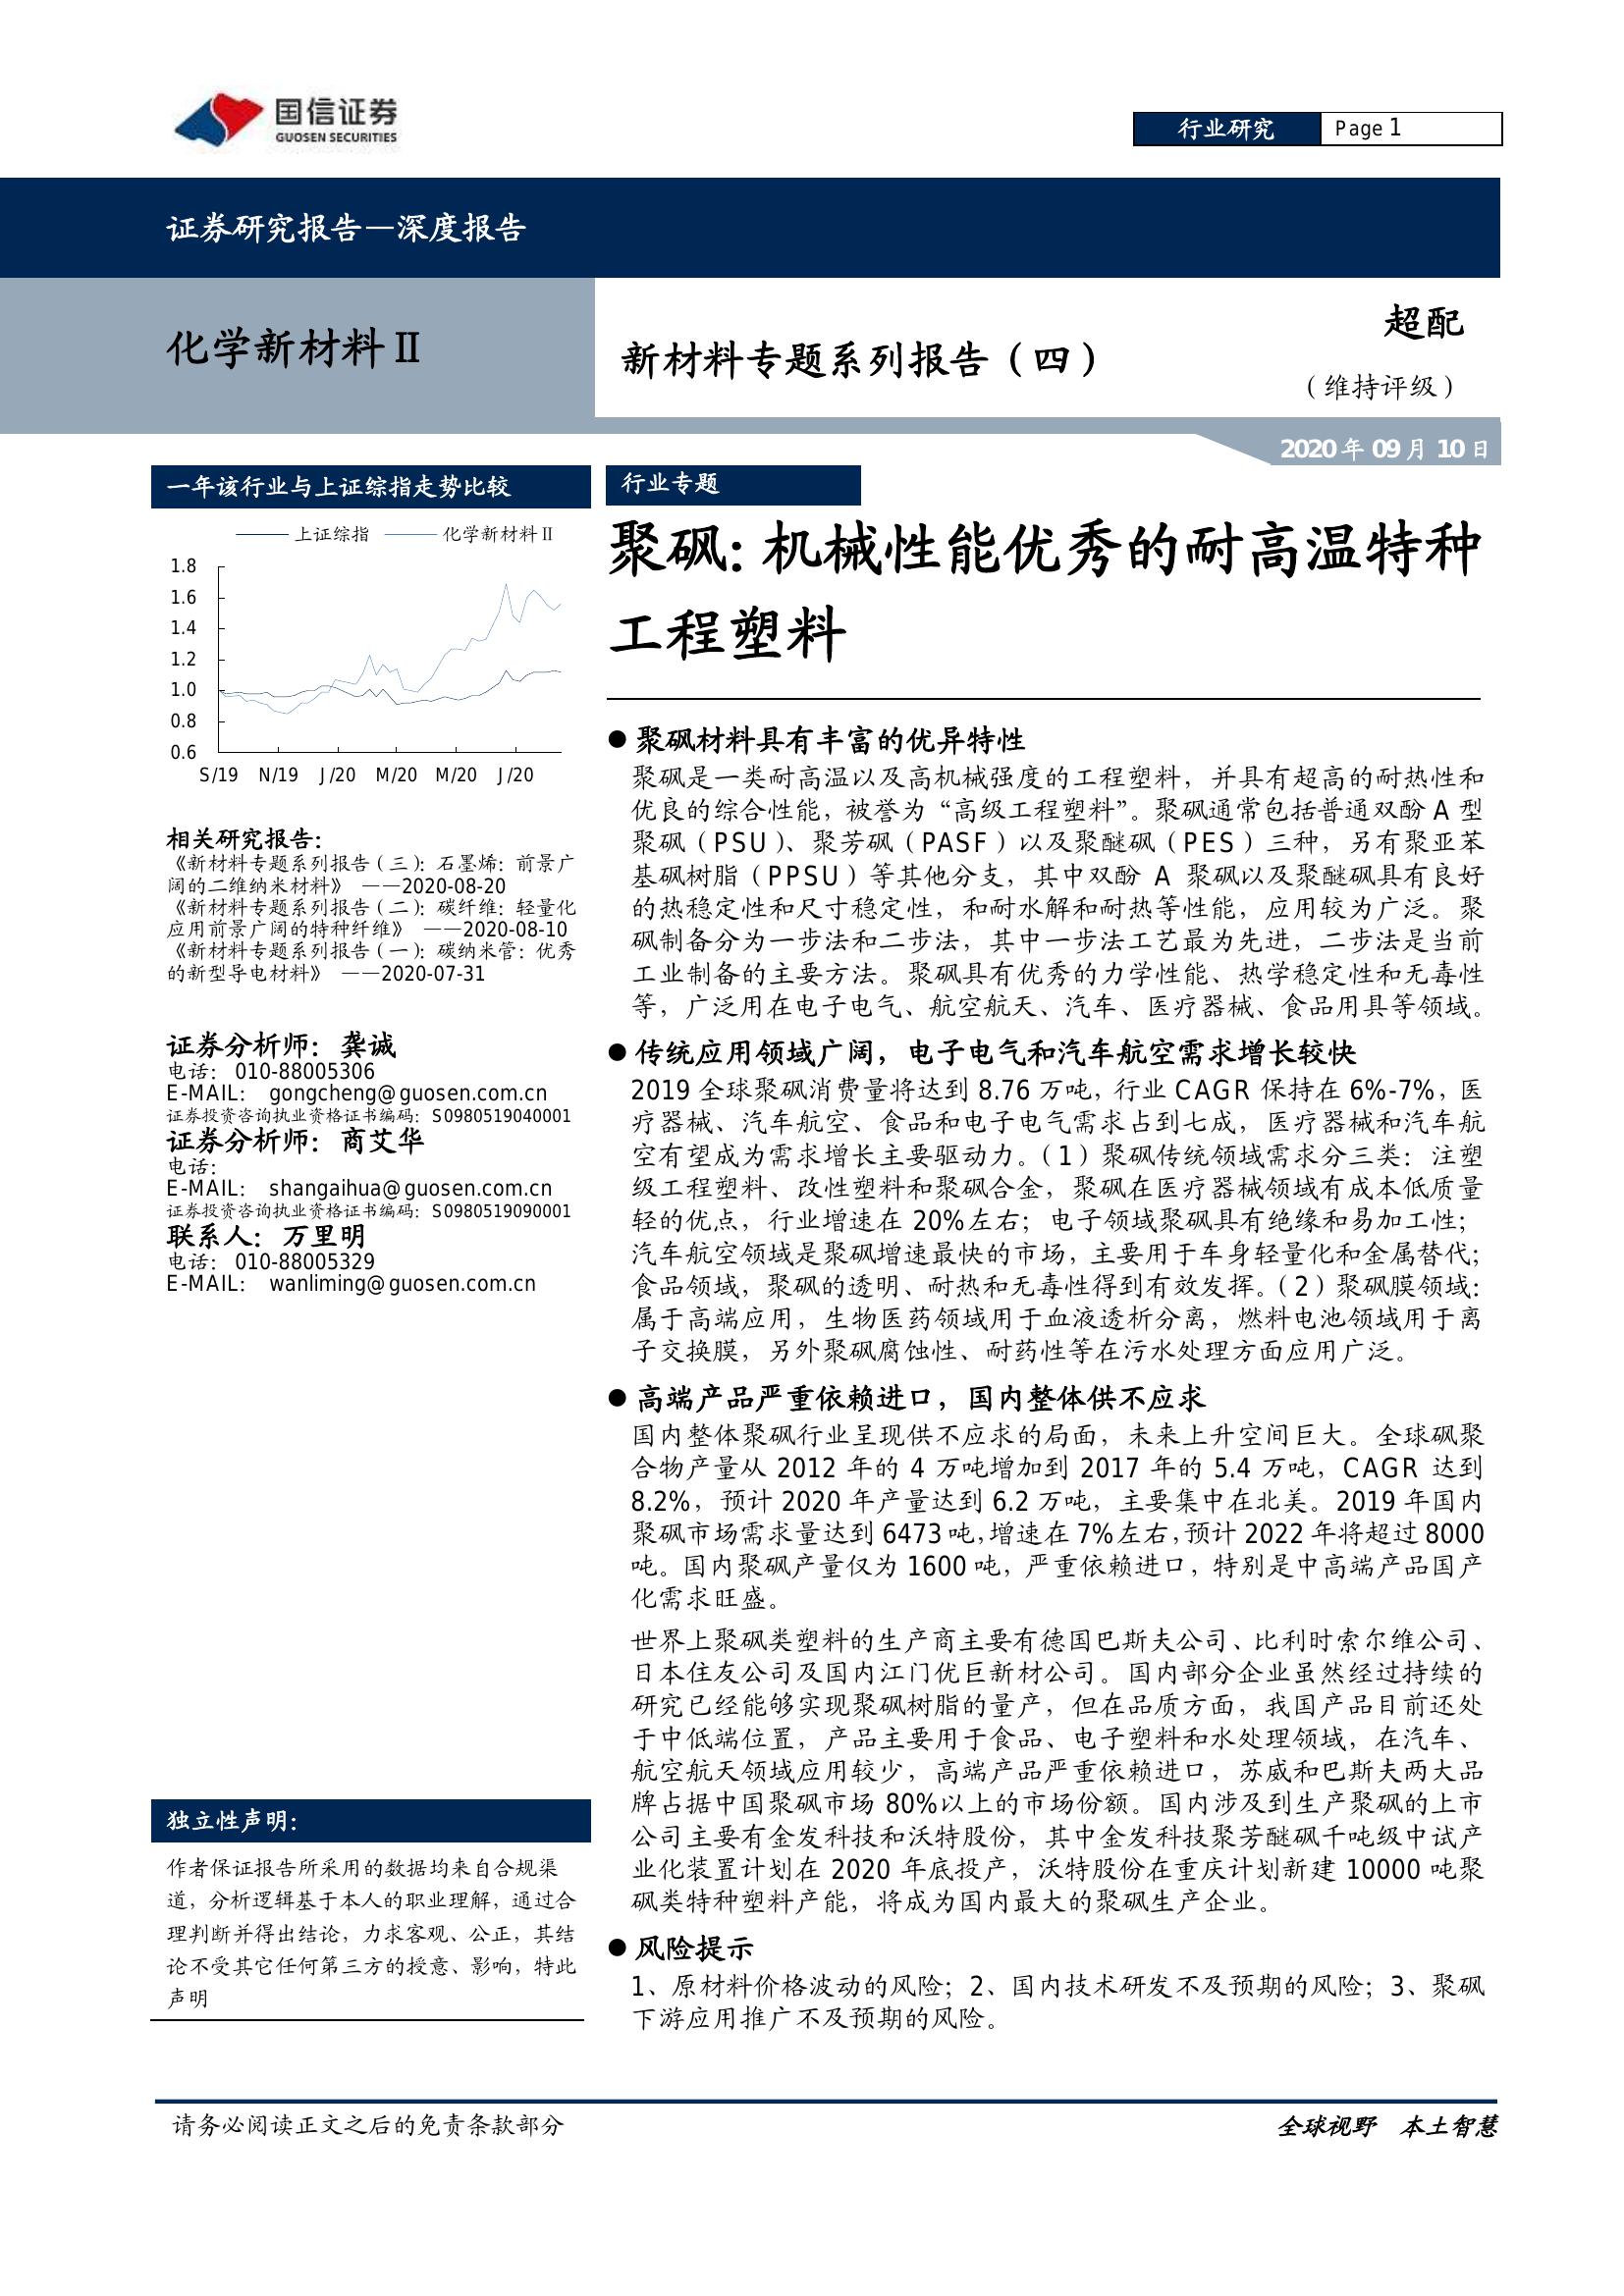 国信证券
GUOSEN SECURITIES
行业研究
Page 1
证券研究报告—深度报告
化学新材料Ⅱ
新材料专题系列报告（四）
超配
（维持评级）
2020 年 09 月 10 日
一年该行业与上证综指走势比较
上证综指 化学新材料Ⅱ
1.8
1.6
1.4
1.2
1.0
0.8
0.6
S/19 N/19 J/20 M/20 M/20 J/20
相关研究报告：
《新材料专题系列报告（三）：石墨烯：前景广
阔的二维纳米材料》 ——2020-08-20
《新材料专题系列报告（二）：碳纤维：轻量化
应用前景广阔的特种纤维》 ——2020-08-10
《新材料专题系列报告（一）：碳纳米管：优秀
的新型导电材料》 ——2020-07-31
证券分析师：龚诚
电话： 010-88005306
E-MAIL： gongcheng@guosen.com.cn
证券投资咨询执业资格证书编码：S0980519040001
证券分析师：商艾华
电话：
E-MAIL： shangaihua@guosen.com.cn
证券投资咨询执业资格证书编码：S0980519090001
联系人：万里明
电话： 010-88005329
E-MAIL： wanliming@guosen.com.cn
独立性声明：
作者保证报告所采用的数据均来自合规渠
道，分析逻辑基于本人的职业理解，通过合
理判断并得出结论，力求客观、公正，其结
论不受其它任何第三方的授意、影响，特此
声明
行业专题
聚砜：机械性能优秀的耐高温特种
工程塑料
● 聚砜材料具有丰富的优异特性
聚砜是一类耐高温以及高机械强度的工程塑料，并具有超高的耐热性和
优良的综合性能，被誉为“高级工程塑料”。聚砜通常包括普通双酚 A 型
聚砜（PSU）、聚芳砜（PASF）以及聚醚砜（PES）三种，另有聚亚苯
基砜树脂（PPSU）等其他分支，其中双酚 A 聚砜以及聚醚砜具有良好
的热稳定性和尺寸稳定性，和耐水解和耐热等性能，应用较为广泛。聚
砜制备分为一步法和二步法，其中一步法工艺最为先进，二步法是当前
工业制备的主要方法。聚砜具有优秀的力学性能、热学稳定性和无毒性
等，广泛用在电子电气、航空航天、汽车、医疗器械、食品用具等领域。
● 传统应用领域广阔，电子电气和汽车航空需求增长较快
2019 全球聚砜消费量将达到 8.76 万吨，行业 CAGR 保持在 6%-7%，医
疗器械、汽车航空、食品和电子电气需求占到七成，医疗器械和汽车航
空有望成为需求增长主要驱动力。（1）聚砜传统领域需求分三类：注塑
级工程塑料、改性塑料和聚砜合金，聚砜在医疗器械领域有成本低质量
轻的优点，行业增速在 20%左右；电子领域聚砜具有绝缘和易加工性；
汽车航空领域是聚砜增速最快的市场，主要用于车身轻量化和金属替代；
食品领域，聚砜的透明、耐热和无毒性得到有效发挥。（2）聚砜膜领域：
属于高端应用，生物医药领域用于血液透析分离，燃料电池领域用于离
子交换膜，另外聚砜腐蚀性、耐药性等在污水处理方面应用广泛。
● 高端产品严重依赖进口，国内整体供不应求
国内整体聚砜行业呈现供不应求的局面，未来上升空间巨大。全球砜聚
合物产量从 2012 年的 4 万吨增加到 2017 年的 5.4 万吨，CAGR 达到
8.2%，预计 2020 年产量达到 6.2 万吨，主要集中在北美。2019 年国内
聚砜市场需求量达到 6473 吨，增速在 7%左右，预计 2022 年将超过 8000
吨。国内聚砜产量仅为 1600 吨，严重依赖进口，特别是中高端产品国产
化需求旺盛。
世界上聚砜类塑料的生产商主要有德国巴斯夫公司、比利时索尔维公司、
日本住友公司及国内江门优巨新材公司。国内部分企业虽然经过持续的
研究已经能够实现聚砜树脂的量产，但在品质方面，我国产品目前还处
于中低端位置，产品主要用于食品、电子塑料和水处理领域，在汽车、
航空航天领域应用较少，高端产品严重依赖进口，苏威和巴斯夫两大品
牌占据中国聚砜市场 80%以上的市场份额。国内涉及到生产聚砜的上市
公司主要有金发科技和沃特股份，其中金发科技聚芳醚砜千吨级中试产
业化装置计划在 2020 年底投产，沃特股份在重庆计划新建 10000 吨聚
砜类特种塑料产能，将成为国内最大的聚砜生产企业。
● 风险提示
1、原材料价格波动的风险；2、国内技术研发不及预期的风险；3、聚砜
下游应用推广不及预期的风险。
请务必阅读正文之后的免责条款部分
全球视野 本土智慧